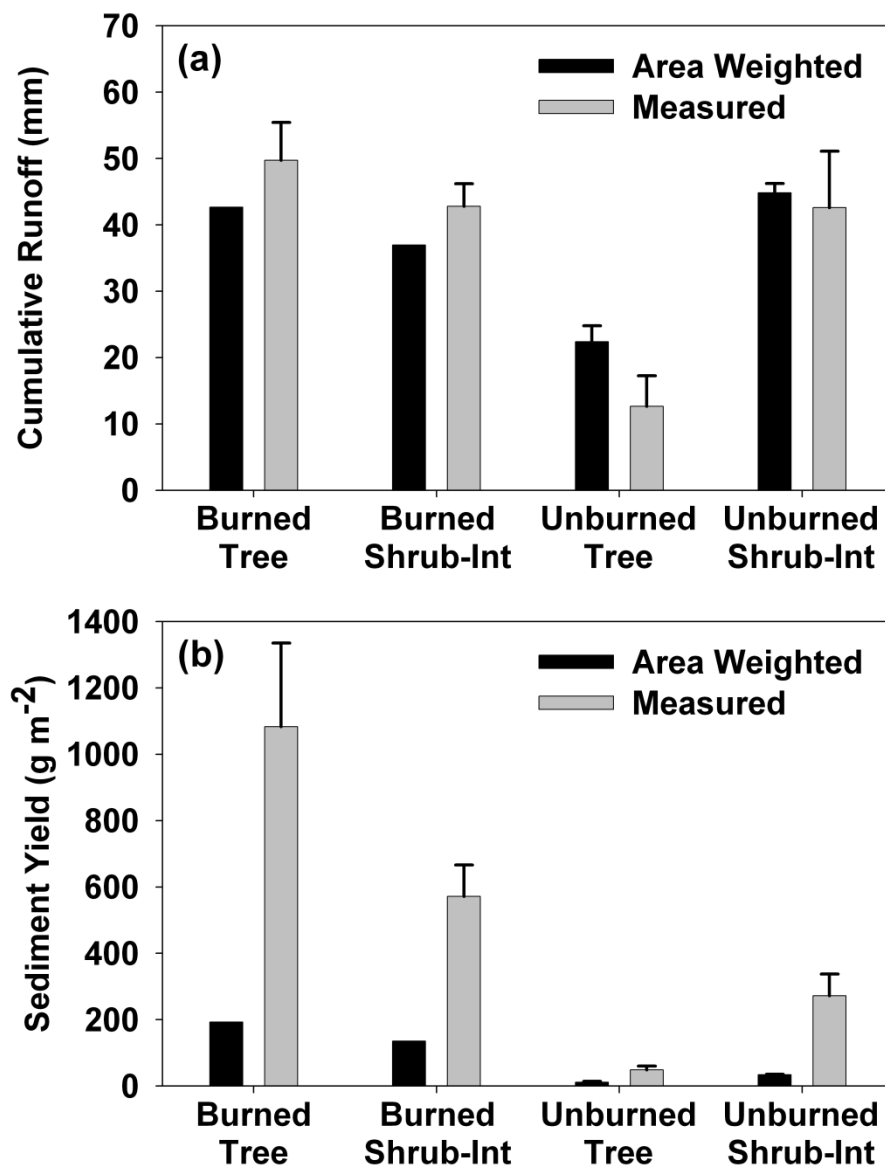 (a)
Area Weighted
Measured
Cumulative Runoff (mm)
70
60
50
40
30
20
10
0
Burned
Tree
Burned
Shrub-Int
Unburned
Tree
Unburned
Shrub-Int
(b)
Area Weighted
Measured
Sediment Yield (g m⁻²)
1400
1200
1000
800
600
400
200
0
Burned
Tree
Burned
Shrub-Int
Unburned
Tree
Unburned
Shrub-Int